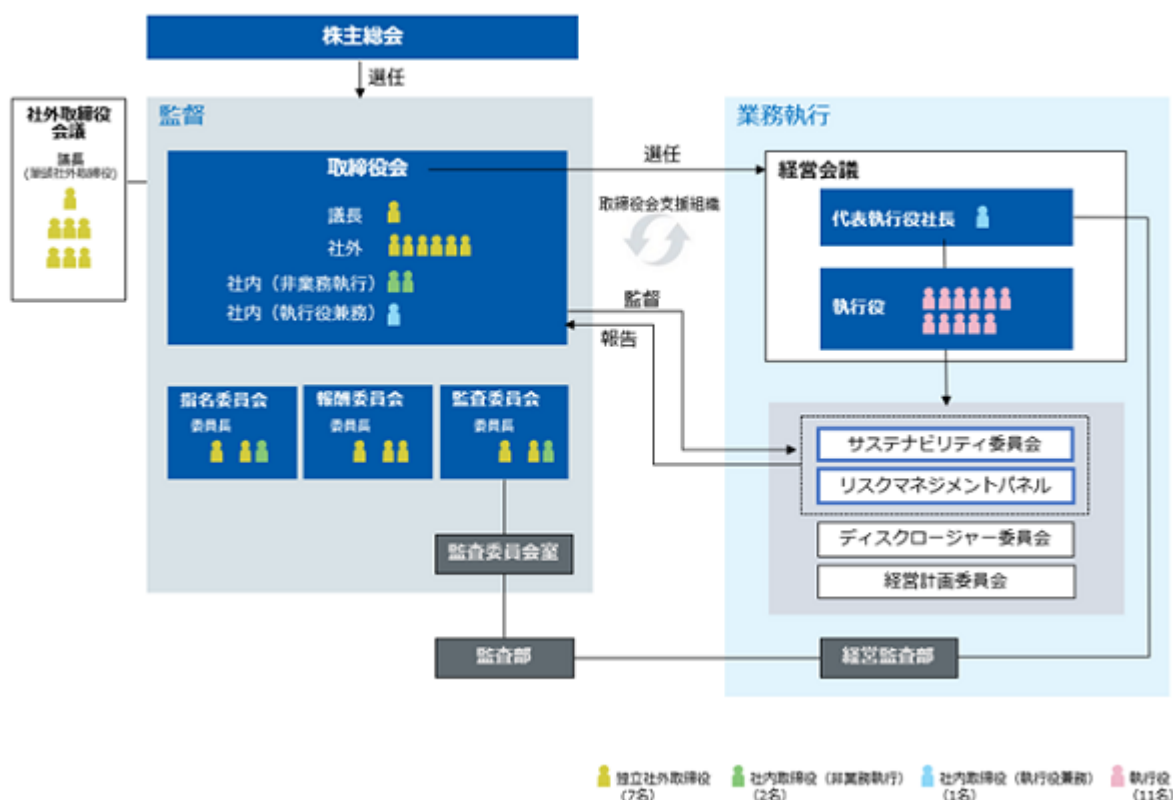 株主総会
選任
社外取締役
会議
議長
(筆頭社外取締役)
監督
取締役会
議長
社外
社内（非業務執行）
社内（執行役兼務）
指名委員会
委員長
報酬委員会
委員長
監査委員会
委員長
監査委員会室
監査部
選任
取締役会支援組織
監督
報告
業務執行
経営会議
代表執行役社長
執行役
サステナビリティ委員会
リスクマネジメントパネル
ディスクロージャー委員会
経営計画委員会
経営監査部
独立社外取締役
（7名）
社内取締役（非業務執行）
（2名）
社内取締役（執行役兼務）
（1名）
執行役
（11名）